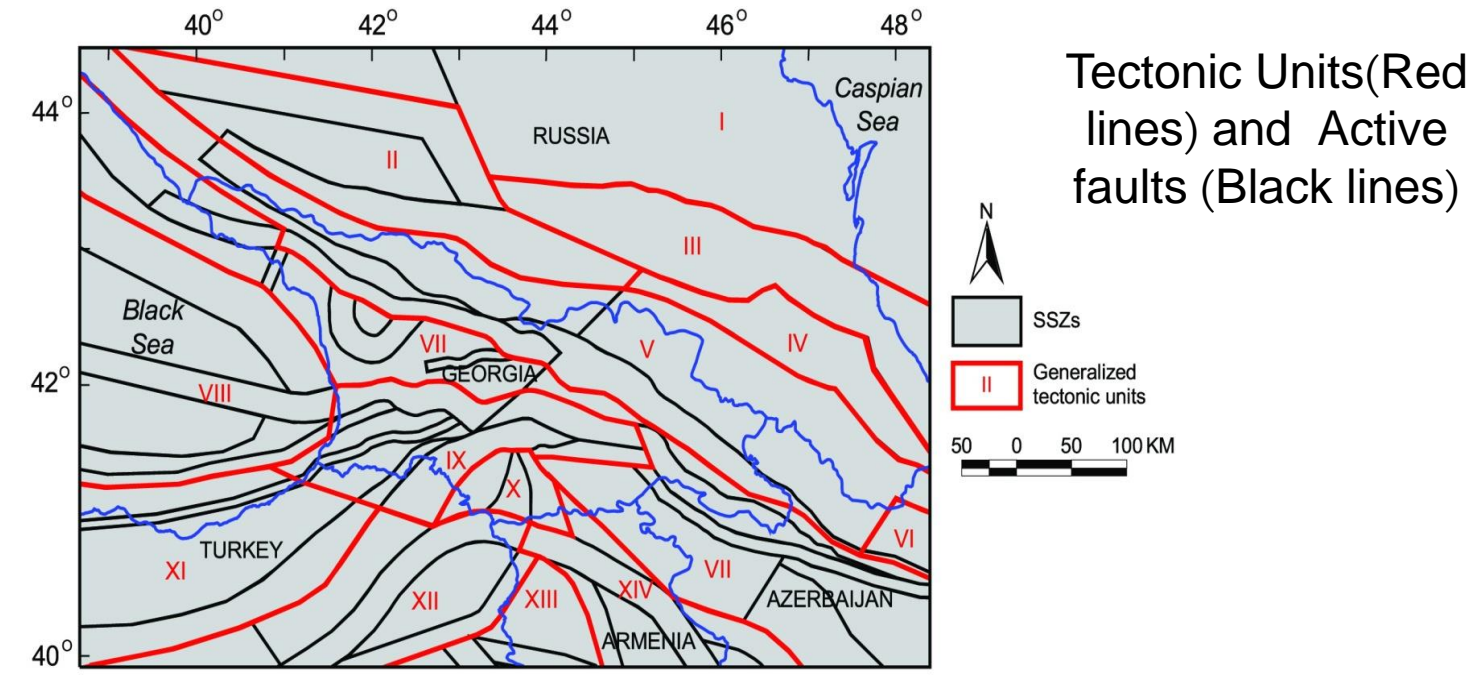 40° 42° 44° 46° 48°
44°
42°
40°
Caspian
Sea
RUSSIA
I
II
III
Black
Sea
VII
GEORGIA
V
IV
VIII
IX
X
VI
TURKEY
XI
VII
AZERBAIJAN
XII
XIII
XIV
ARMENIA
Tectonic Units(Red
lines) and Active
faults (Black lines)
N
SSZs
II
Generalized
tectonic units
50 0 50 100 KM